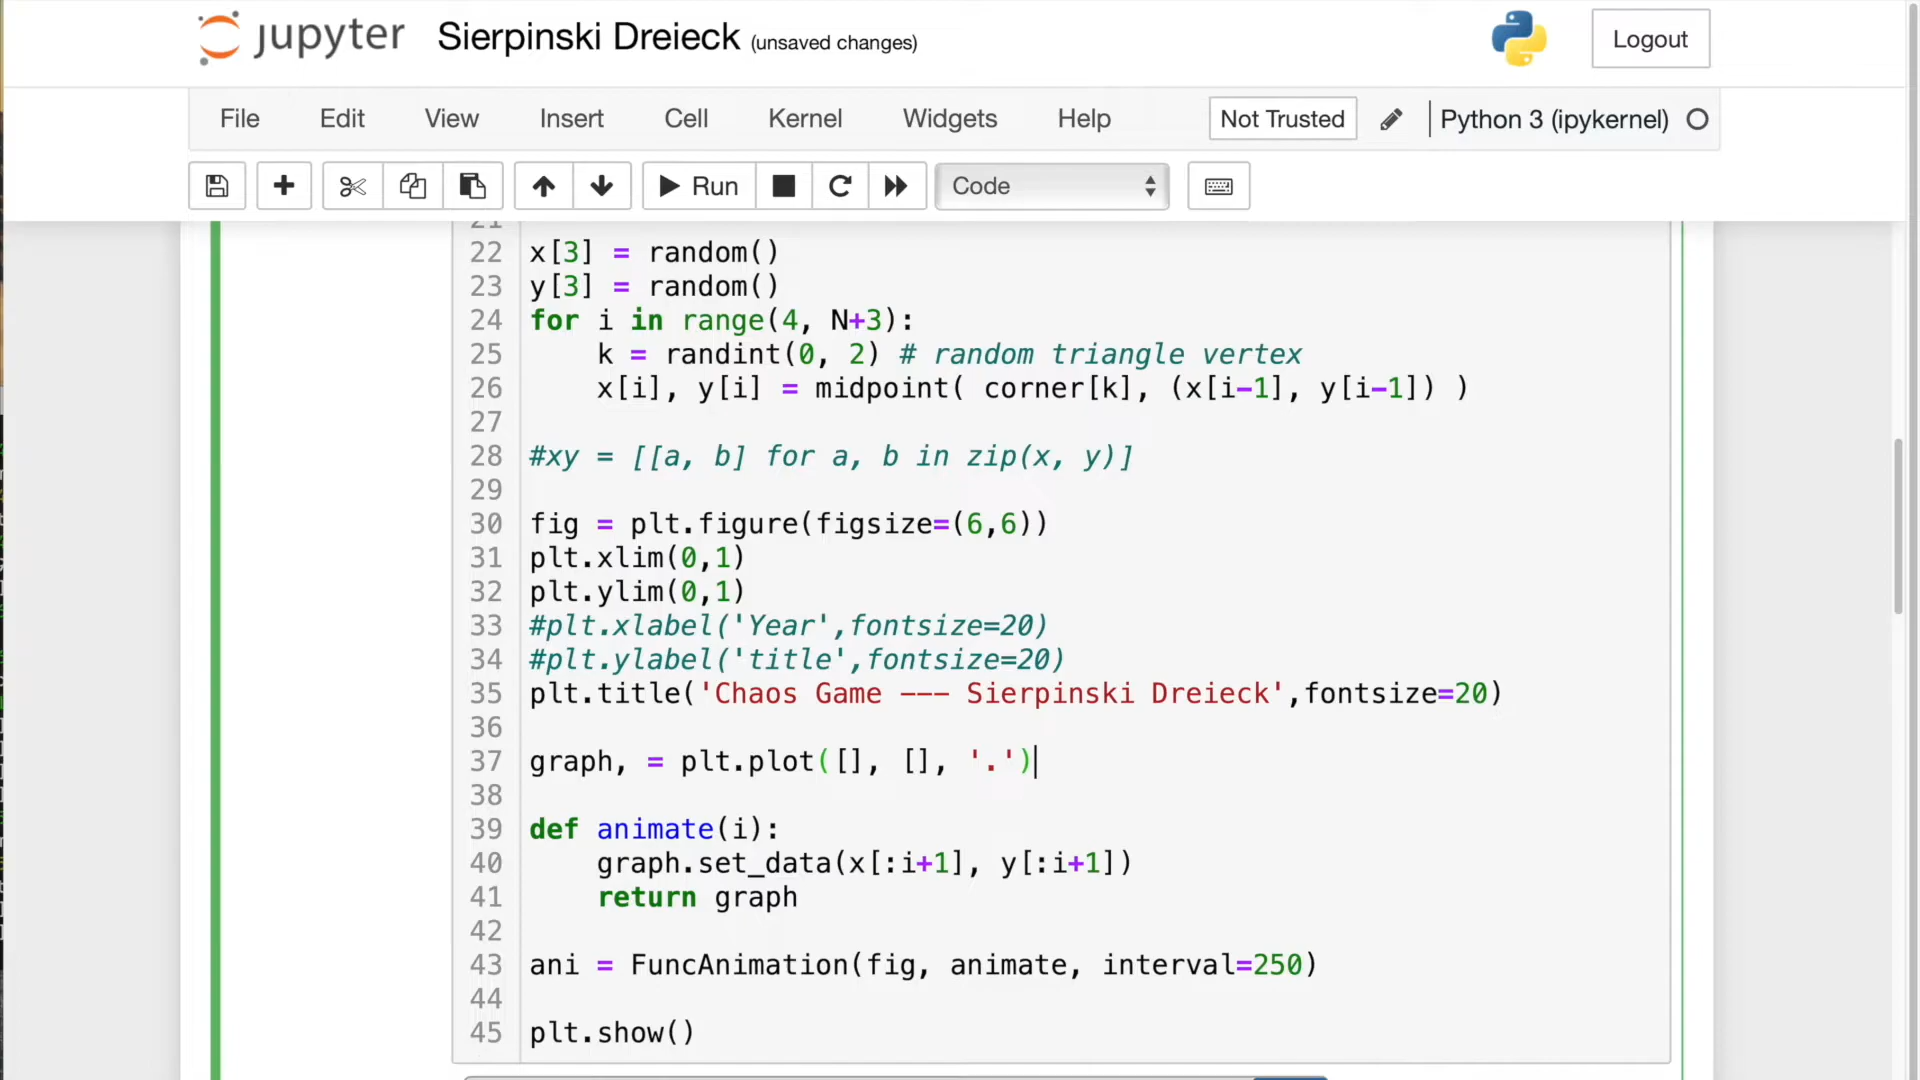 jupyter Sierpinski Dreieck (unsaved changes) Logout
File Edit View Insert Cell Kernel Widgets Help Not Trusted Python 3 (ipykernel)
Run Code
21
22 x[3] = random()
23 y[3] = random()
24 for i in range(4, N+3):
25 k = randint(0, 2) # random triangle vertex
26 x[i], y[i] = midpoint( corner[k], (x[i-1], y[i-1]) )
27
28 #xy = [[a, b] for a, b in zip(x, y)]
29
30 fig = plt.figure(figsize=(6,6))
31 plt.xlim(0,1)
32 plt.ylim(0,1)
33 #plt.xlabel('Year',fontsize=20)
34 #plt.ylabel('title',fontsize=20)
35 plt.title('Chaos Game --- Sierpinski Dreieck',fontsize=20)
36
37 graph, = plt.plot([], [], '.')
38
39 def animate(i):
40 graph.set_data(x[:i+1], y[:i+1])
41 return graph
42
43 ani = FuncAnimation(fig, animate, interval=250)
44
45 plt.show()